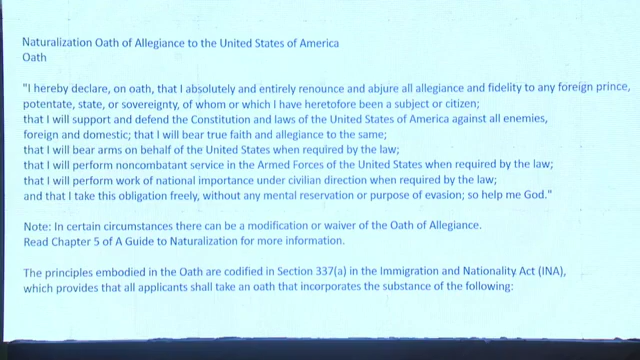 Naturalization Oath of Allegiance to the United States of America
Oath
"I hereby declare, on oath, that I absolutely and entirely renounce and abjure all allegiance and fidelity to any foreign prince,
potentate, state, or sovereignty, of whom or which I have heretofore been a subject or citizen;
that I will support and defend the Constitution and laws of the United States of America against all enemies,
foreign and domestic; that I will bear true faith and allegiance to the same;
that I will bear arms on behalf of the United States when required by the law;
that I will perform noncombatant service in the Armed Forces of the United States when required by the law;
that I will perform work of national importance under civilian direction when required by the law;
and that I take this obligation freely, without any mental reservation or purpose of evasion; so help me God."
Note: In certain circumstances there can be a modification or waiver of the Oath of Allegiance.
Read Chapter 5 of A Guide to Naturalization for more information.
The principles embodied in the Oath are codified in Section 337(a) in the Immigration and Nationality Act (INA),
which provides that all applicants shall take an oath that incorporates the substance of the following: